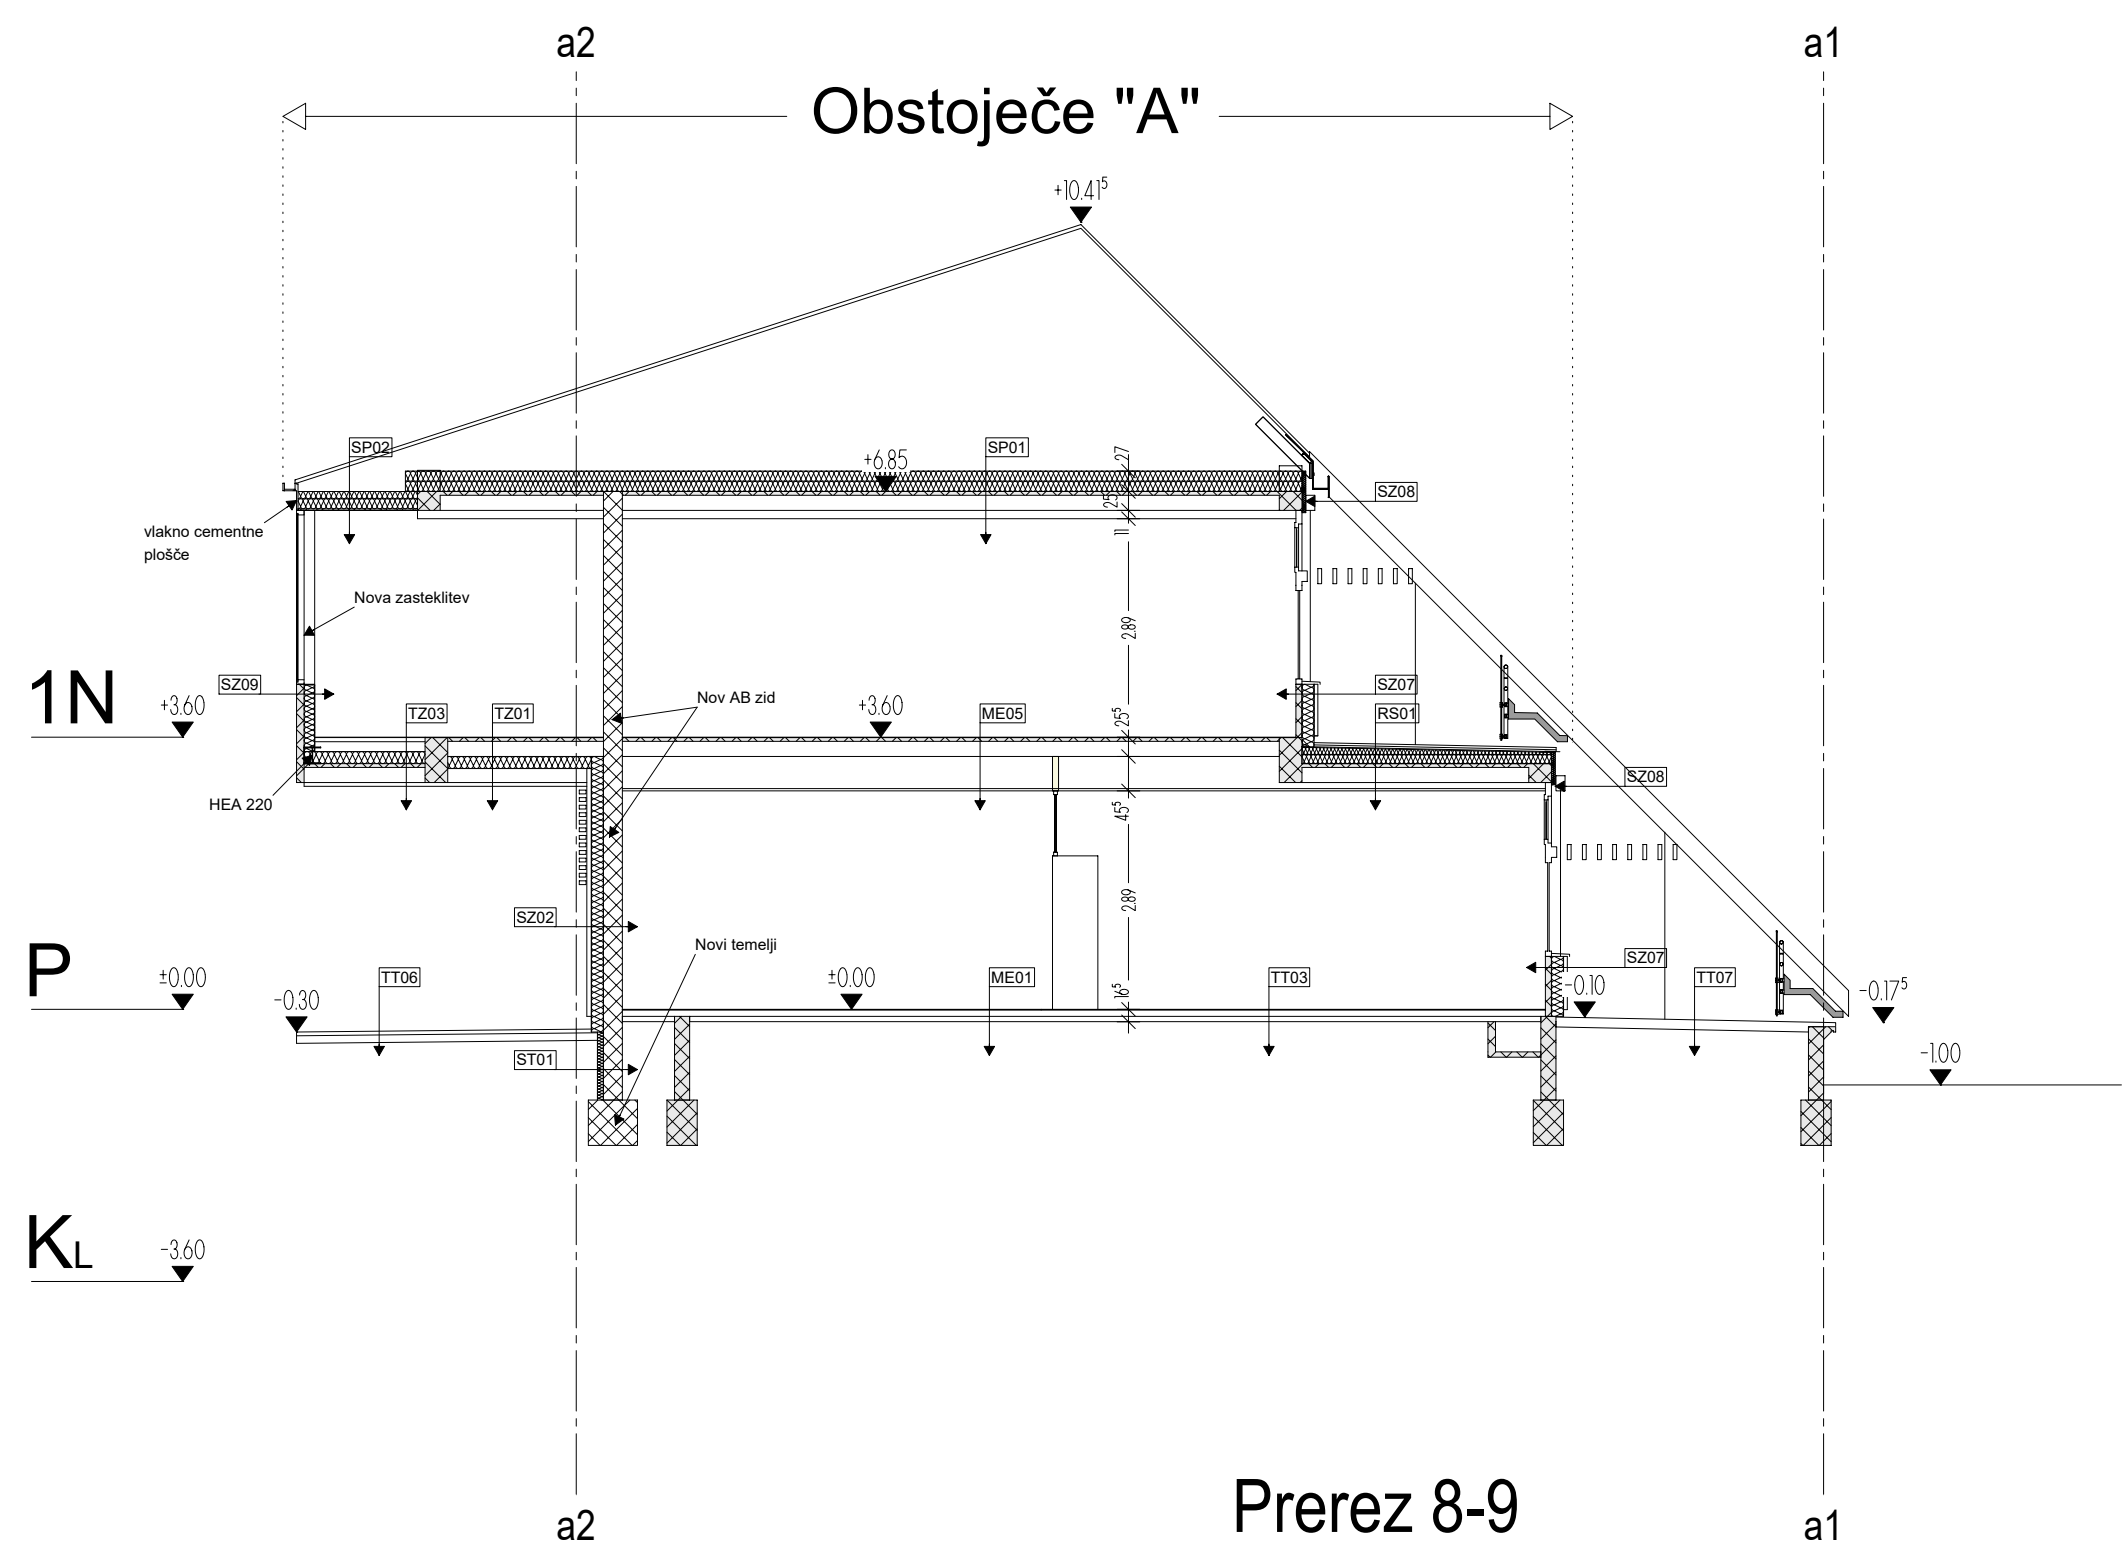 a2
a1
Obstoječe "A"
+10.41⁵
SP02
+6.85
SP01
27
SZ08
25
vlakno cementne
plošče
11
Nova zasteklitev
2.89
1N
+3.60
SZ09
TZ03
TZ01
Nov AB zid
+3.60
ME05
25⁵
SZ07
RS01
HEA 220
SZ08
45⁵
2.89
SZ02
Novi temelji
P
±0.00
-0.30
TT06
±0.00
ME01
16⁵
TT03
SZ07
-0.10
TT07
-0.17⁵
ST01
-1.00
KL
-3.60
Prerez 8-9
a2
a1